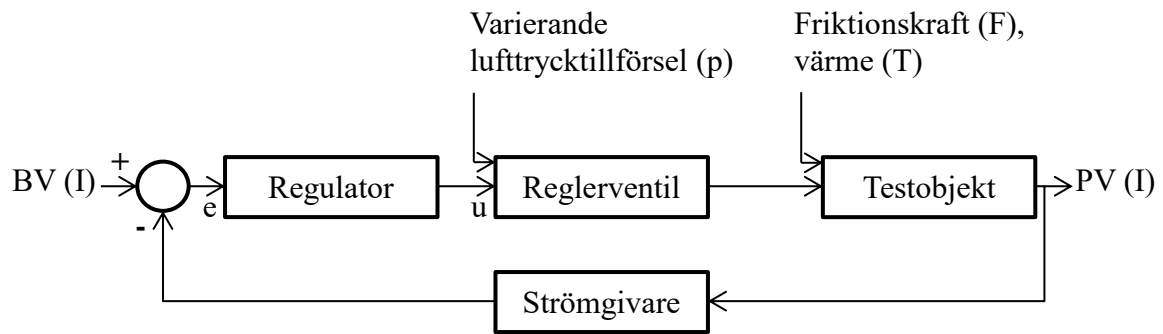 Varierande
lufttrycktillförsel (p)
Friktionskraft (F),
värme (T)
BV (I)
+
-
e
Regulator
u
Reglerventil
Testobjekt
PV (I)
Strömgivare